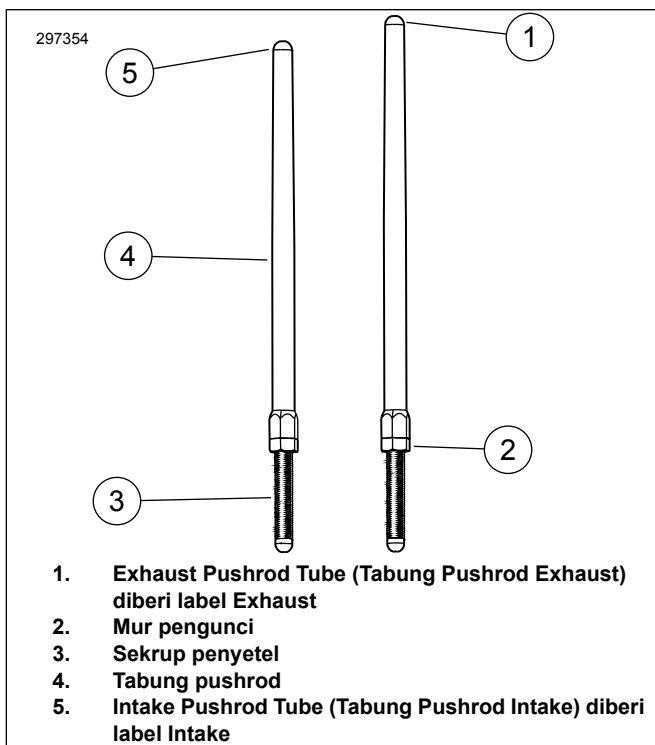 297354
1
5
4
2
3
1. Exhaust Pushrod Tube (Tabung Pushrod Exhaust)
diberi label Exhaust
2. Mur pengunci
3. Sekrup penyetel
4. Tabung pushrod
5. Intake Pushrod Tube (Tabung Pushrod Intake) diberi
label Intake